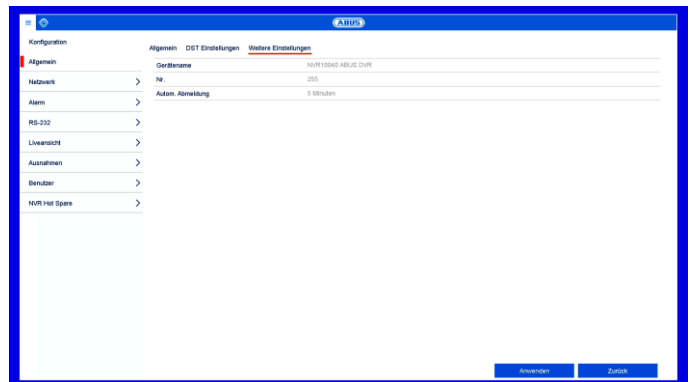 ABUS
Konfiguration
Allgemein
Netzwerk
Alarm
RS-232
Liveansicht
Ausnahmen
Benutzer
NVR Hot Spare
Allgemein DST Einstellungen Weitere Einstellungen
Gerätename NVR10040 ABUS DVR
Nr. 255
Autom. Abmeldung 5 Minuten
Anwenden Zurück